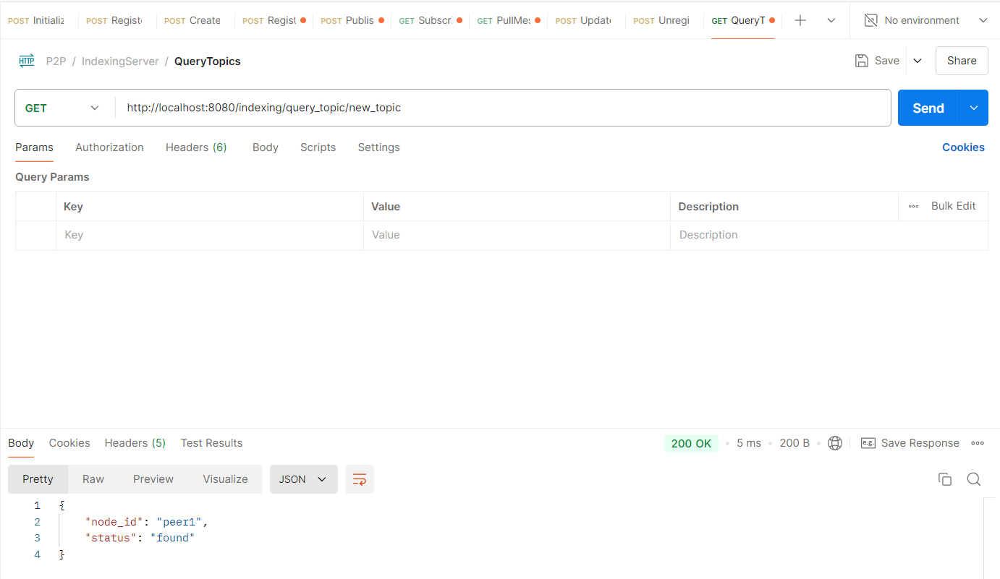 POST Initializ POST Registe POST Create POST Regist POST Publis GET Subscri GET PullMes POST Update POST Unregi GET QueryT No environment
HTTP P2P / IndexingServer / QueryTopics Save Share
GET http://localhost:8080/indexing/query_topic/new_topic Send
Params Authorization Headers (6) Body Scripts Settings Cookies
Query Params
Key Value Description Bulk Edit
Key Value Description
Body Cookies Headers (5) Test Results 200 OK 5 ms 200 B e.g. Save Response
Pretty Raw Preview Visualize JSON
1 {
2 "node_id": "peer1",
3 "status": "found"
4 }